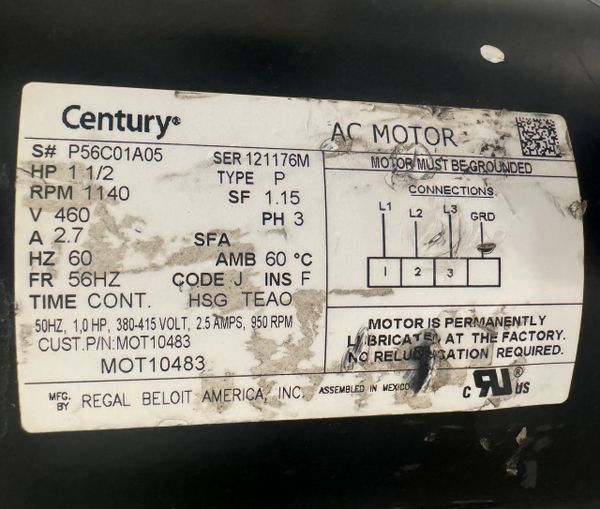 Century®
AC MOTOR
S# P56C01A05 SER 121176M
HP 1 1/2 TYPE P
RPM 1140 SF 1.15
V 460 PH 3
A 2.7 SFA
HZ 60 AMB 60 °C
FR 56HZ CODE J INS F
TIME CONT. HSG TEAO
50HZ, 1,0 HP, 380-415 VOLT, 2.5 AMPS, 950 RPM
CUST.P/N:MOT10483
MOT10483
MOTOR MUST BE GROUNDED
CONNECTIONS
L1 L2 L3 GRD
1 2 3
MOTOR IS PERMANENTLY
LUBRICATED AT THE FACTORY.
NO RELUBRICATION REQUIRED.
MFG. BY REGAL BELOIT AMERICA, INC. ASSEMBLED IN MEXICO
c RU US